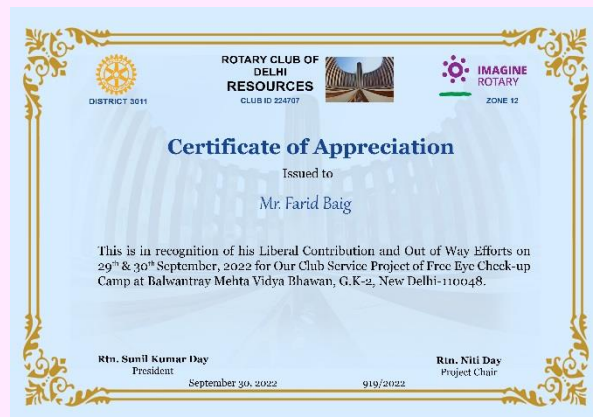 DISTRICT 3011
ROTARY CLUB OF
DELHI
RESOURCES
CLUB ID 224707
IMAGINE
ROTARY
ZONE 12
Certificate of Appreciation
Issued to
Mr. Farid Baig
This is in recognition of his Liberal Contribution and Out of Way Efforts on
29th & 30th September, 2022 for Our Club Service Project of Free Eye Check-up
Camp at Balwantray Mehta Vidya Bhawan, G.K-2, New Delhi-110048.
Rtn. Sunil Kumar Day
President
Rtn. Niti Day
Project Chair
September 30, 2022
919/2022